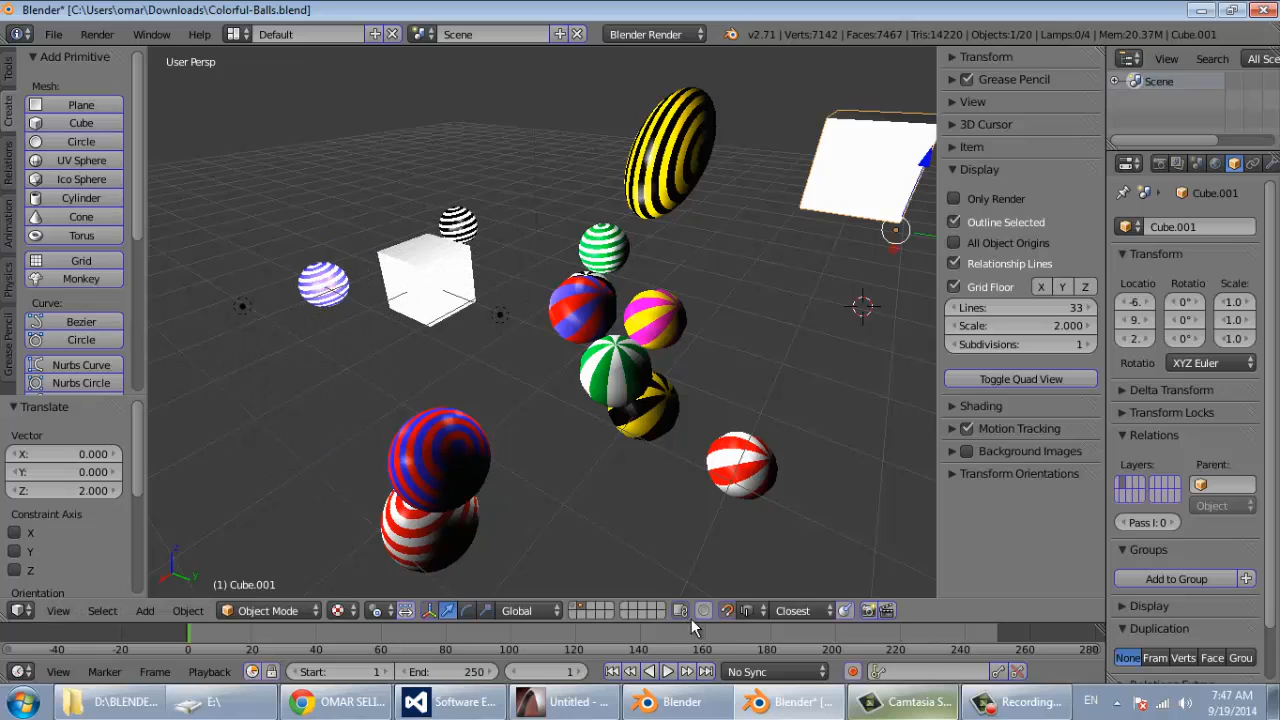 Blender* [C:\Users\omar\Downloads\Colorful-Balls.blend]
File Render Window Help Default Scene Blender Render v2.71 | Verts:7142 | Faces:7467 | Tris:14220 | Objects:1/20 | Lamps:0/4 | Mem:20.37M | Cube.001
Tools
Create
Relations
Animation
Physics
Grease Pencil
Add Primitive
Mesh:
Plane
Cube
Circle
UV Sphere
Ico Sphere
Cylinder
Cone
Torus
Grid
Monkey
Curve:
Bezier
Circle
Nurbs Curve
Nurbs Circle
Translate
Vector
X: 0.000
Y: 0.000
Z: 2.000
Constraint Axis
X
Y
Z
Orientation
User Persp
z
y
(1) Cube.001
Transform
Grease Pencil
View
3D Cursor
Item
Display
Only Render
Outline Selected
All Object Origins
Relationship Lines
Grid Floor X Y Z
Lines: 33
Scale: 2.000
Subdivisions: 1
Toggle Quad View
Shading
Motion Tracking
Background Images
Transform Orientations
View Search All Sce
Scene
Cube.001
Cube.001
Transform
Locatio Rotatio Scale:
-6. 0° 1.0
9. 0° 1.0
2. 0° 1.0
Rotatio XYZ Euler
Delta Transform
Transform Locks
Relations
Layers: Parent:
Object
Pass I: 0
Groups
Add to Group
Display
Duplication
None Fram Verts Face Grou
View Select Add Object Object Mode Global Closest
-40 -20 0 20 40 60 80 100 120 140 160 180 200 220 240 260 280
View Marker Frame Playback Start: 1 End: 250 1 No Sync
D:\BLENDE... E:\ OMAR SELI... Software E... Untitled - ... Blender Blender* [... Camtasia S... Recording... EN 7:47 AM
9/19/2014